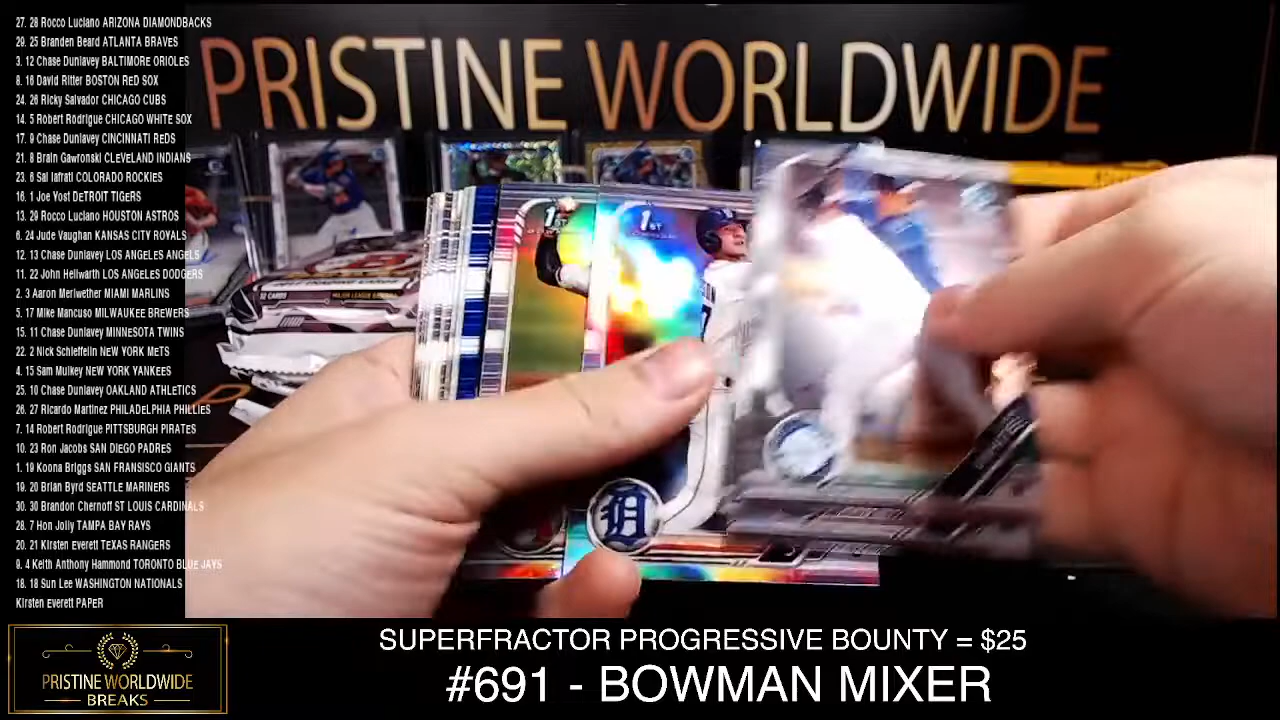 PRISTINE WORLDWIDE
27. 28 Rocco Luciano ARIZONA DIAMONDBACKS
29. 25 Branden Beard ATLANTA BRAVES
3. 12 Chase Dunlavey BALTIMORE ORIOLES
8. 16 David Ritter BOSTON RED SOX
24. 26 Ricky Salvador CHICAGO CUBS
14. 5 Robert Rodrigue CHICAGO WHITE SOX
17. 9 Chase Dunlavey CINCINNATI REDS
21. 8 Brain Gawronski CLEVELAND INDIANS
23. 6 Sal Iafrati COLORADO ROCKIES
16. 1 Joe Yost DETROIT TIGERS
13. 29 Rocco Luciano HOUSTON ASTROS
6. 24 Jude Vaughan KANSAS CITY ROYALS
12. 13 Chase Dunlavey LOS ANGELES ANGELS
11. 22 John Hellwarth LOS ANGELES DODGERS
2. 3 Aaron Meriwether MIAMI MARLINS
5. 17 Mike Mancuso MILWAUKEE BREWERS
15. 11 Chase Dunlavey MINNESOTA TWINS
22. 2 Nick Schieffelin NEW YORK METS
4. 15 Sam Mulkey NEW YORK YANKEES
25. 10 Chase Dunlavey OAKLAND ATHLETICS
26. 27 Ricardo Martinez PHILADELPHIA PHILLIES
7. 14 Robert Rodrigue PITTSBURGH PIRATES
10. 23 Ron Jacobs SAN DIEGO PADRES
1. 19 Koona Briggs SAN FRANSISCO GIANTS
19. 20 Brian Byrd SEATTLE MARINERS
30. 30 Brandon Chernoff ST LOUIS CARDINALS
28. 7 Hon Jolly TAMPA BAY RAYS
20. 21 Kirsten Everett TEXAS RANGERS
9. 4 Keith Anthony Hammond TORONTO BLUE JAYS
18. 18 Sun Lee WASHINGTON NATIONALS
Kirsten Everett PAPER
1ST
1ST
D
12 CARDS
MAJOR LEAGUE BASEBALL
PRISTINE WORLDWIDE
BREAKS
SUPERFRACTOR PROGRESSIVE BOUNTY = $25
#691 - BOWMAN MIXER